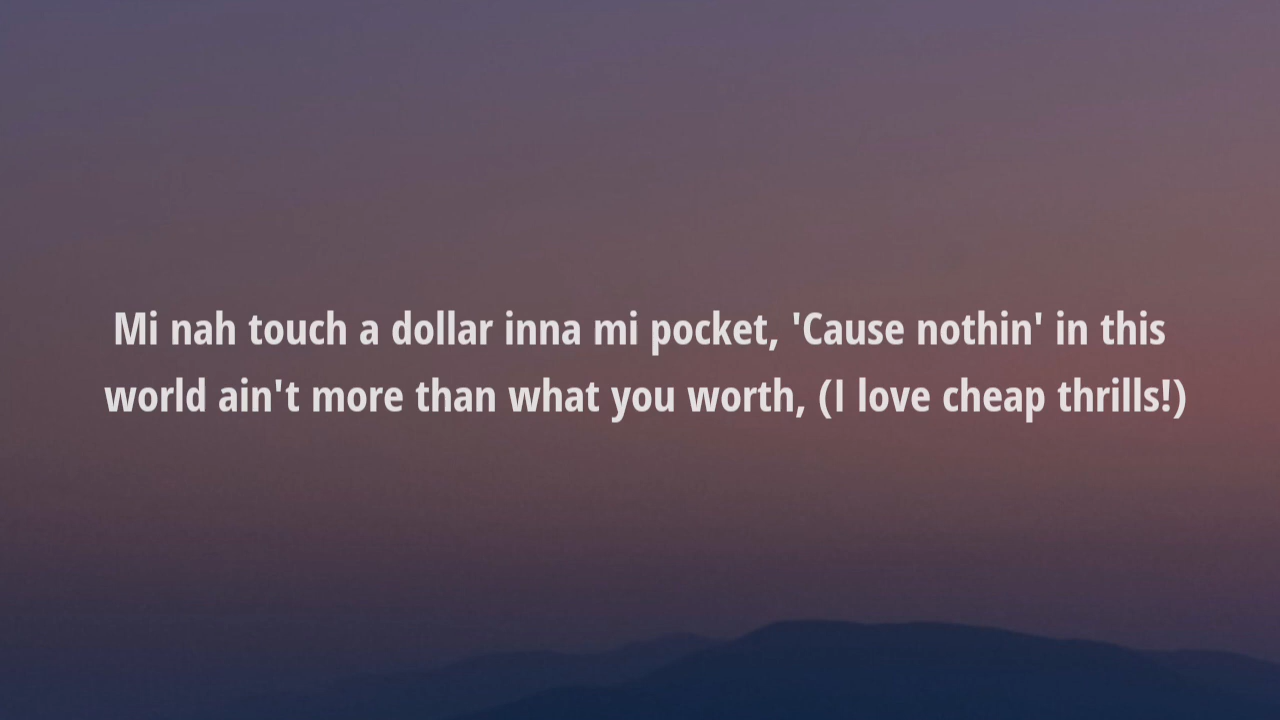 Mi nah touch a dollar inna mi pocket, 'Cause nothin' in this
world ain't more than what you worth, (I love cheap thrills!)